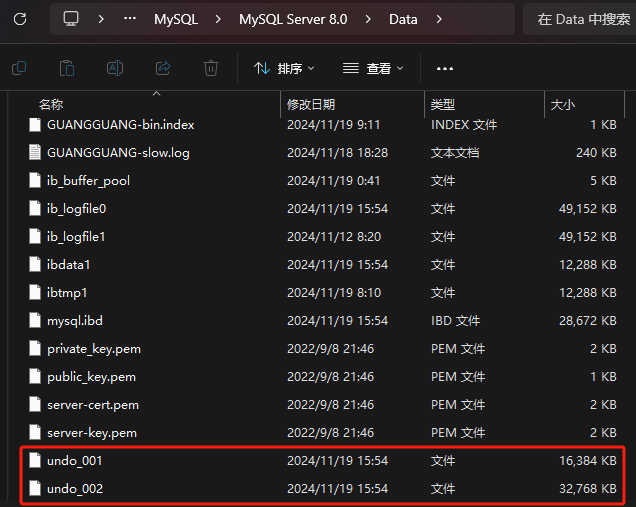 MySQL > MySQL Server 8.0 > Data > 在 Data 中搜索
排序 查看
名称 修改日期 类型 大小
GUANGGUANG-bin.index 2024/11/19 9:11 INDEX 文件 1 KB
GUANGGUANG-slow.log 2024/11/18 18:28 文本文档 240 KB
ib_buffer_pool 2024/11/19 0:41 文件 5 KB
ib_logfile0 2024/11/19 15:54 文件 49,152 KB
ib_logfile1 2024/11/12 8:20 文件 49,152 KB
ibdata1 2024/11/19 15:54 文件 12,288 KB
ibtmp1 2024/11/19 8:10 文件 12,288 KB
mysql.ibd 2024/11/19 15:54 IBD 文件 28,672 KB
private_key.pem 2022/9/8 21:46 PEM 文件 2 KB
public_key.pem 2022/9/8 21:46 PEM 文件 1 KB
server-cert.pem 2022/9/8 21:46 PEM 文件 2 KB
server-key.pem 2022/9/8 21:46 PEM 文件 2 KB
undo_001 2024/11/19 15:54 文件 16,384 KB
undo_002 2024/11/19 15:54 文件 32,768 KB